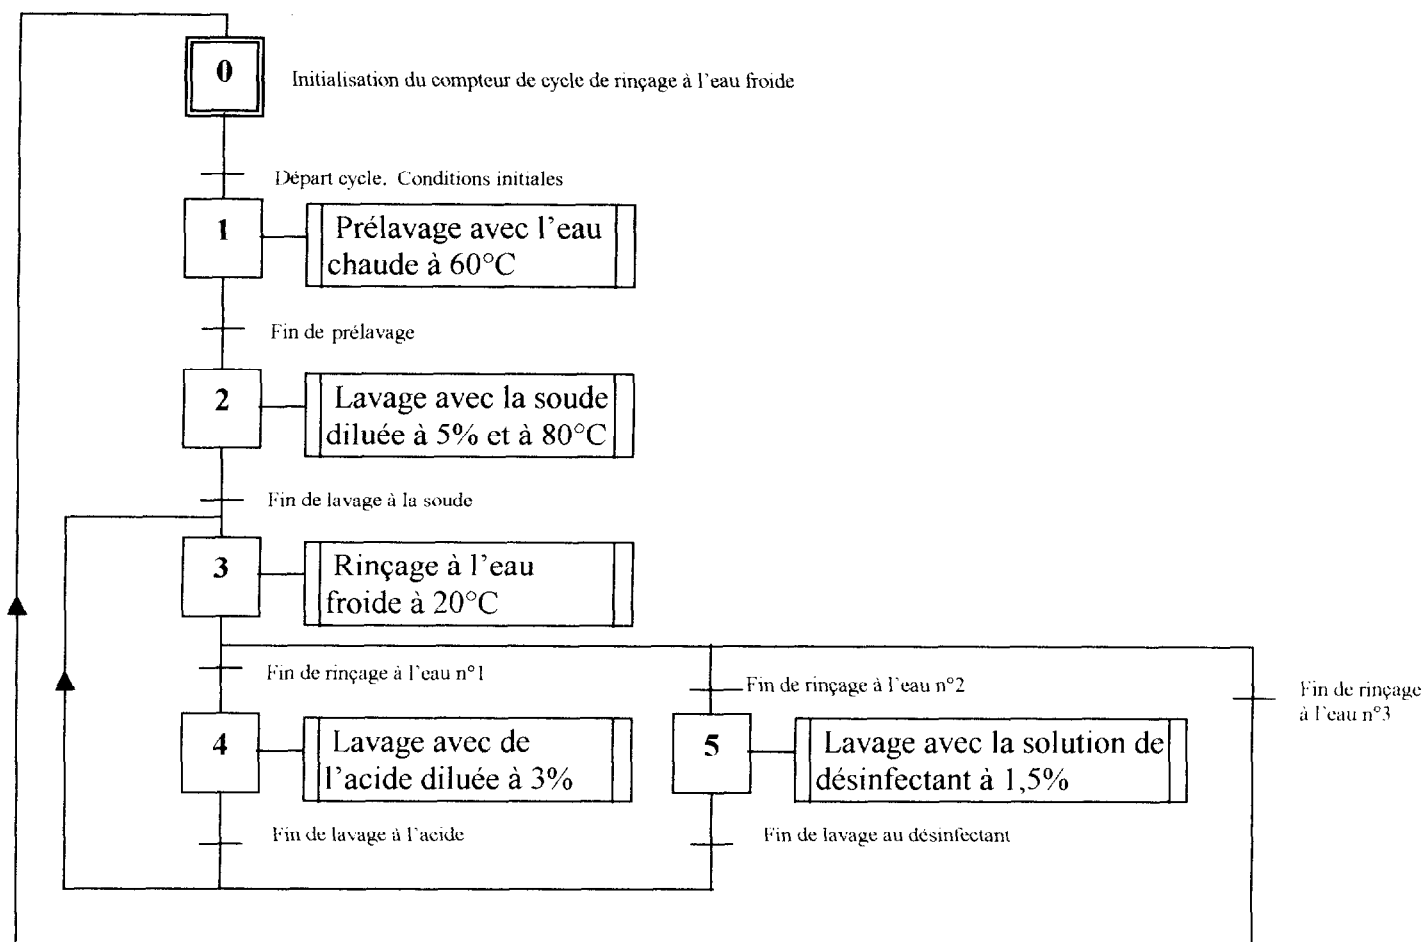 0
Initialisation du compteur de cycle de rinçage à l'eau froide
Départ cycle. Conditions initiales
1
Prélavage avec l'eau
chaude à 60°C
Fin de prélavage
2
Lavage avec la soude
diluée à 5% et à 80°C
Fin de lavage à la soude
3
Rinçage à l'eau
froide à 20°C
Fin de rinçage à l'eau n°1
Fin de rinçage à l'eau n°2
Fin de rinçage
à l'eau n°3
4
Lavage avec de
l'acide diluée à 3%
5
Lavage avec la solution de
désinfectant à 1,5%
Fin de lavage à l'acide
Fin de lavage au désinfectant